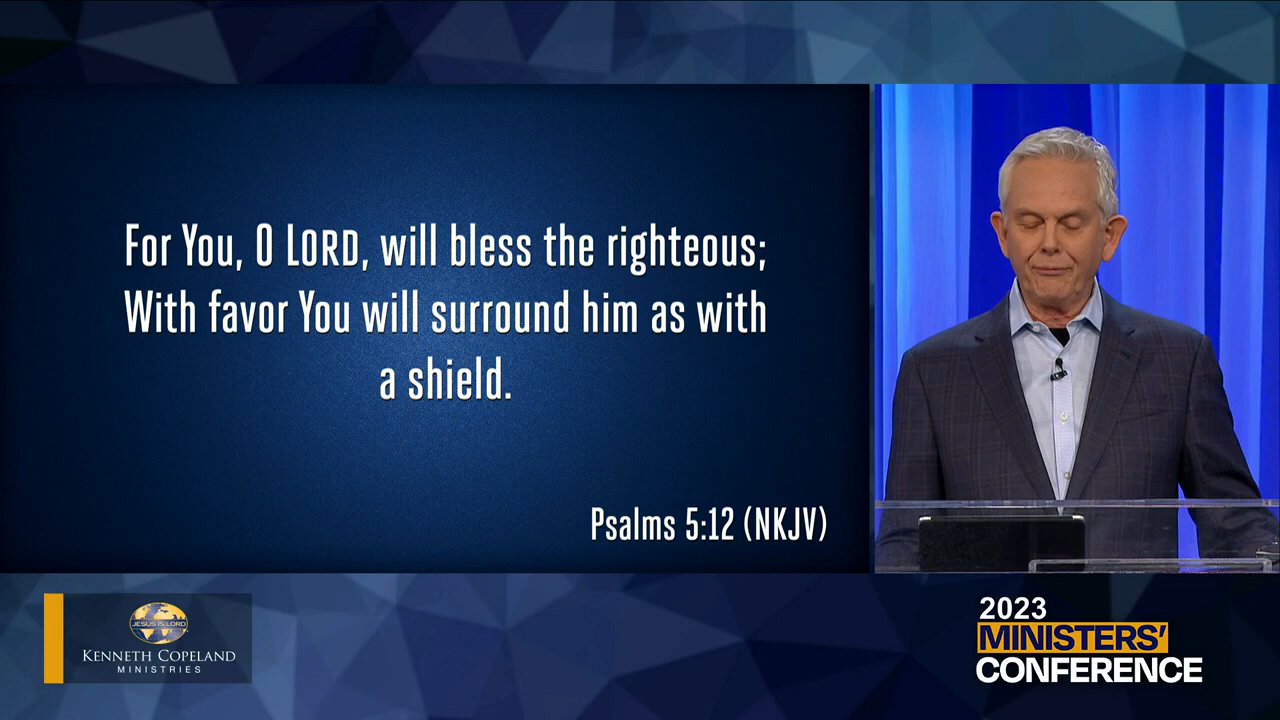 For You, O LORD, will bless the righteous;
With favor You will surround him as with
a shield.
Psalms 5:12 (NKJV)
JESUS IS LORD
KENNETH COPELAND
MINISTRIES
2023
MINISTERS'
CONFERENCE